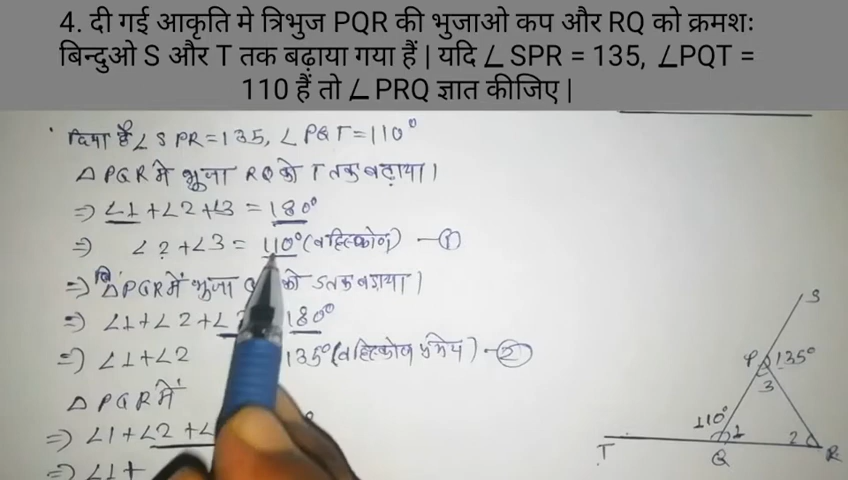 4. दी गई आकृति मे त्रिभुज PQR की भुजाओ कप और RQ को क्रमशः
बिन्दुओ S और T तक बढ़ाया गया हैं | यदि ∠ SPR = 135, ∠PQT =
110 हैं तो ∠ PRQ ज्ञात कीजिए |
दिया है ∠SPR=135, ∠PQT=110°
△PQR मे भुजा RQ को T तक बढ़ाया।
⇒ ∠1+∠2+∠3 = 180°
⇒ ∠2+∠3 = 110° (वहिस्कोण) —①
⇒ △PQR में भुजा को S तक बढाया।
⇒ ∠1+∠2+∠ 180°
⇒ ∠1+∠2 135° (वहिस्कोण प्रमेय) —②
△PQR में
⇒ ∠1+∠2+∠
⇒ ∠1+
S
P 135°
3
110° 1 2
T Q R